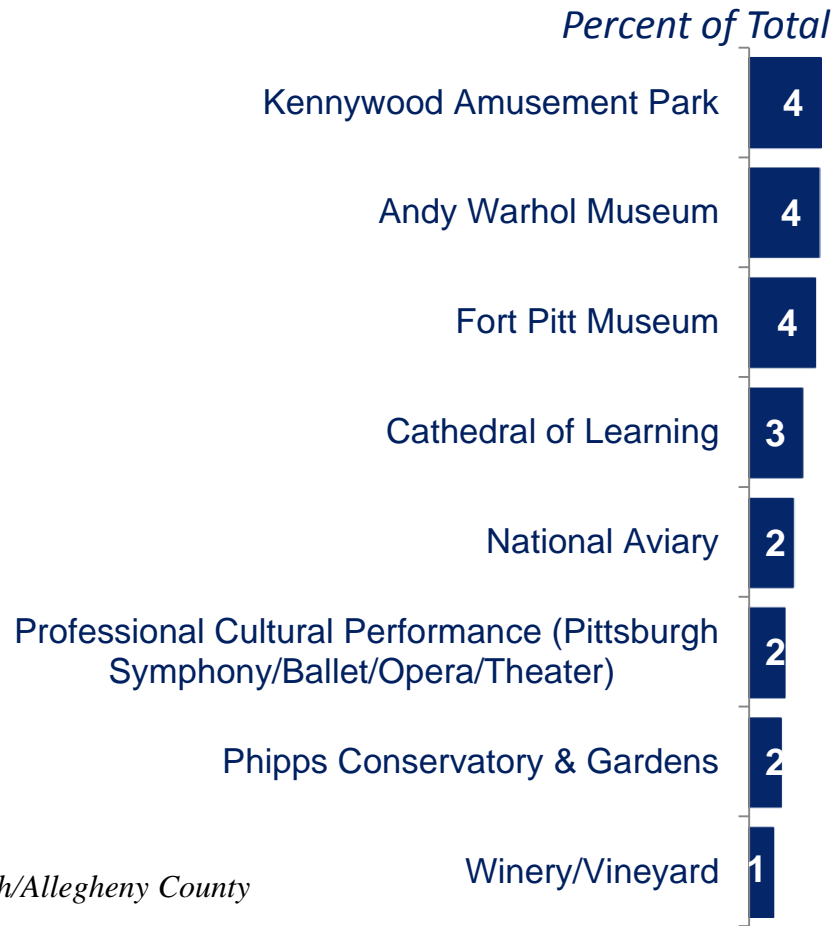 Percent of Total
Kennywood Amusement Park 4
Andy Warhol Museum 4
Fort Pitt Museum 4
Cathedral of Learning 3
National Aviary 2
Professional Cultural Performance (Pittsburgh
Symphony/Ballet/Opera/Theater) 2
Phipps Conservatory & Gardens 2
Winery/Vineyard 1
h/Allegheny County